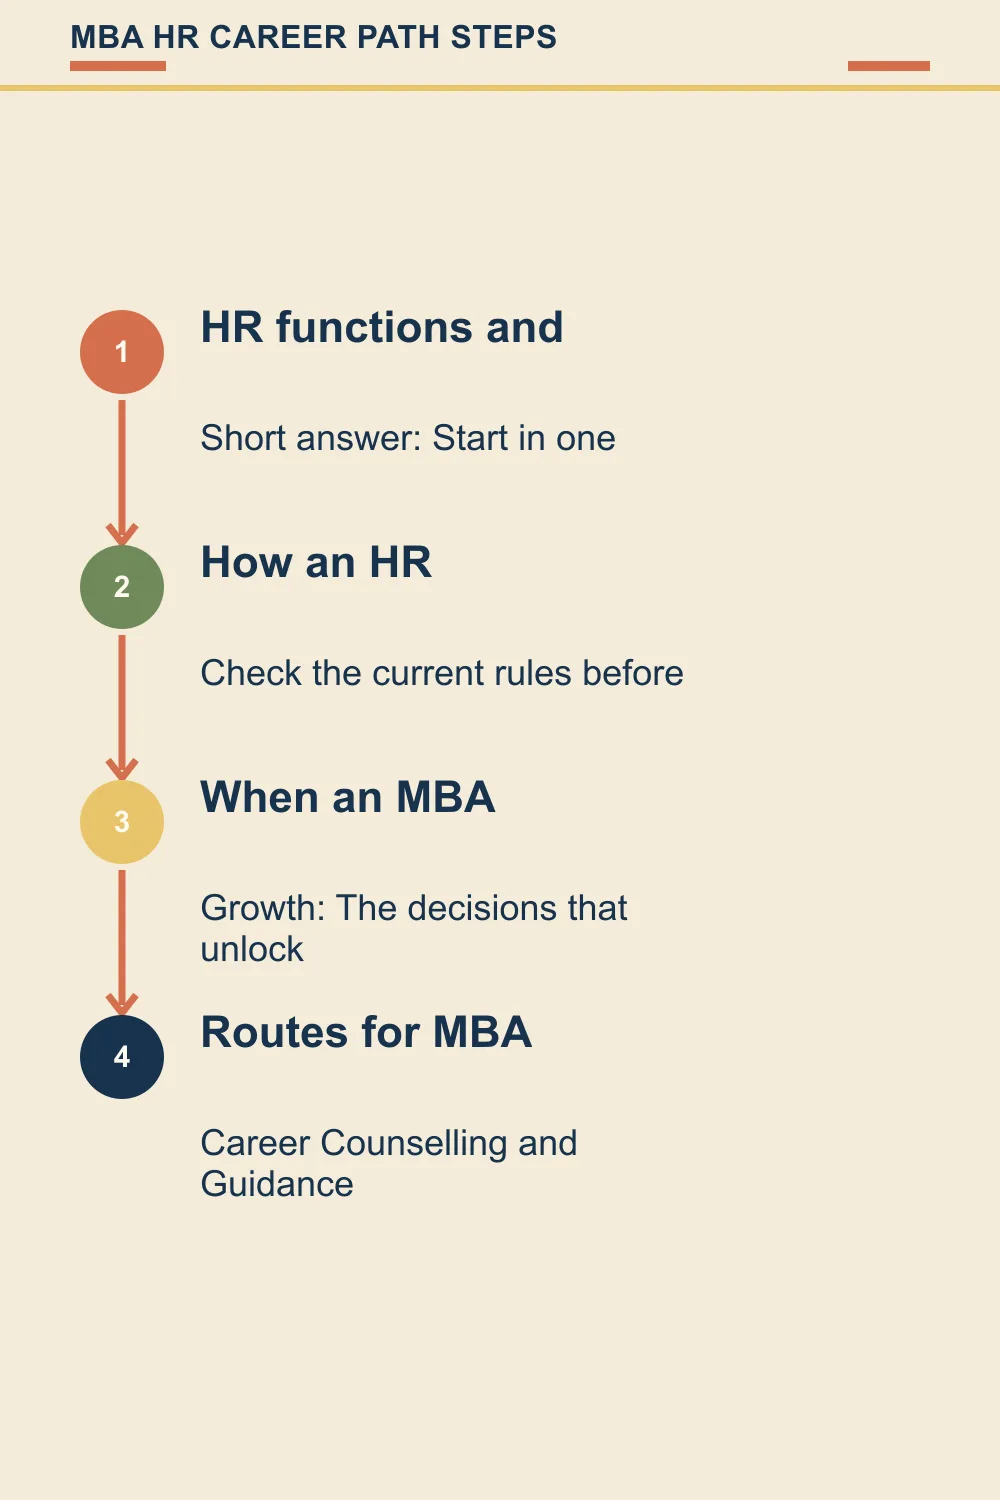 MBA HR CAREER PATH STEPS
1
HR functions and
Short answer: Start in one
2
How an HR
Check the current rules before
3
When an MBA
Growth: The decisions that
unlock
4
Routes for MBA
Career Counselling and
Guidance